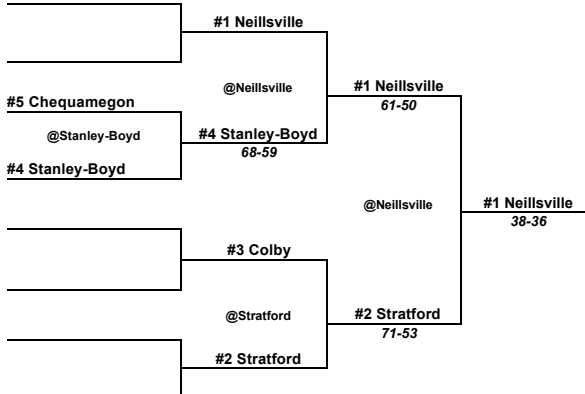 #1 Neillsville
@Neillsville
#1 Neillsville
61-50
#5 Chequamegon
@Stanley-Boyd
#4 Stanley-Boyd
68-59
#4 Stanley-Boyd
@Neillsville
#1 Neillsville
38-36
#3 Colby
@Stratford
#2 Stratford
71-53
#2 Stratford